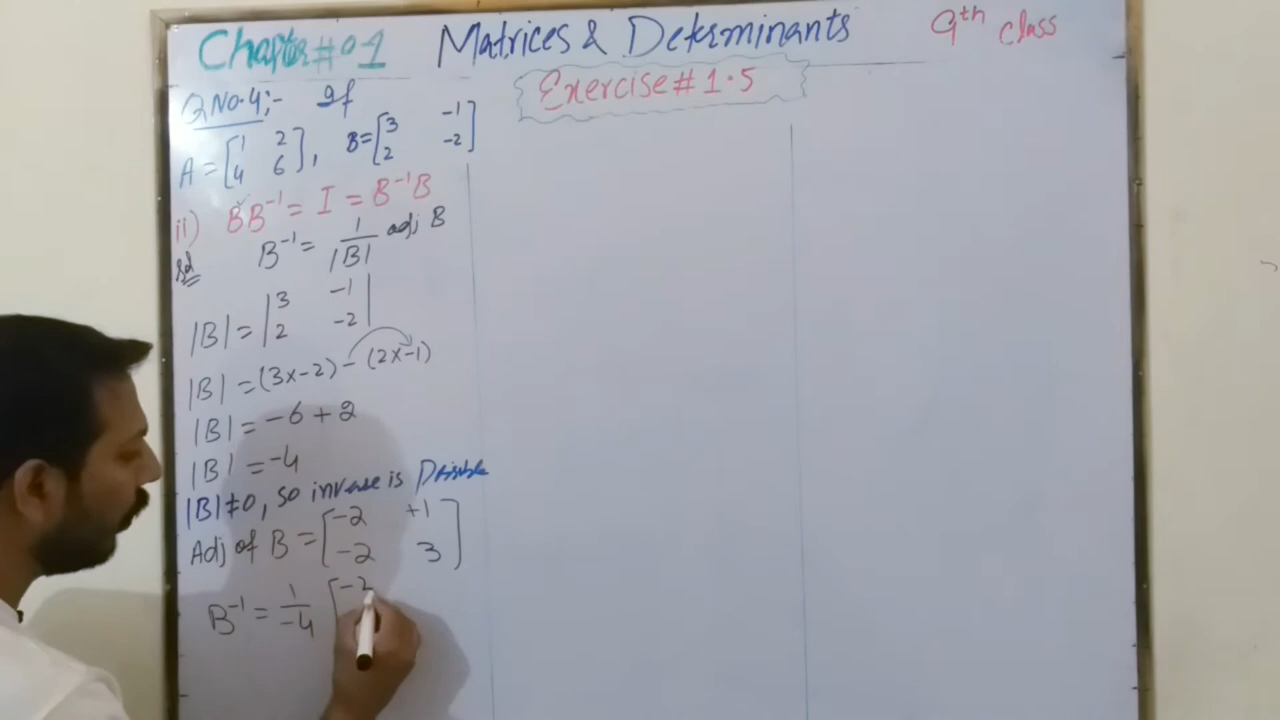 Chapter # 01 Matrices & Determinants 9th class
Exercise # 1.5
Q No.4:- If
A = [1 2 4 6], B = [3 -1 2 -2]
ii) BB⁻¹ = I = B⁻¹B
Sol B⁻¹ = 1/|B| adj B
|B| = |3 -1 2 -2|
|B| = (3x-2) - (2x-1)
|B| = -6 + 2
|B| = -4
|B| ≠ 0, so inverse is Possible
Adj of B = [-2 +1 -2 3]
B⁻¹ = 1/-4 [-2